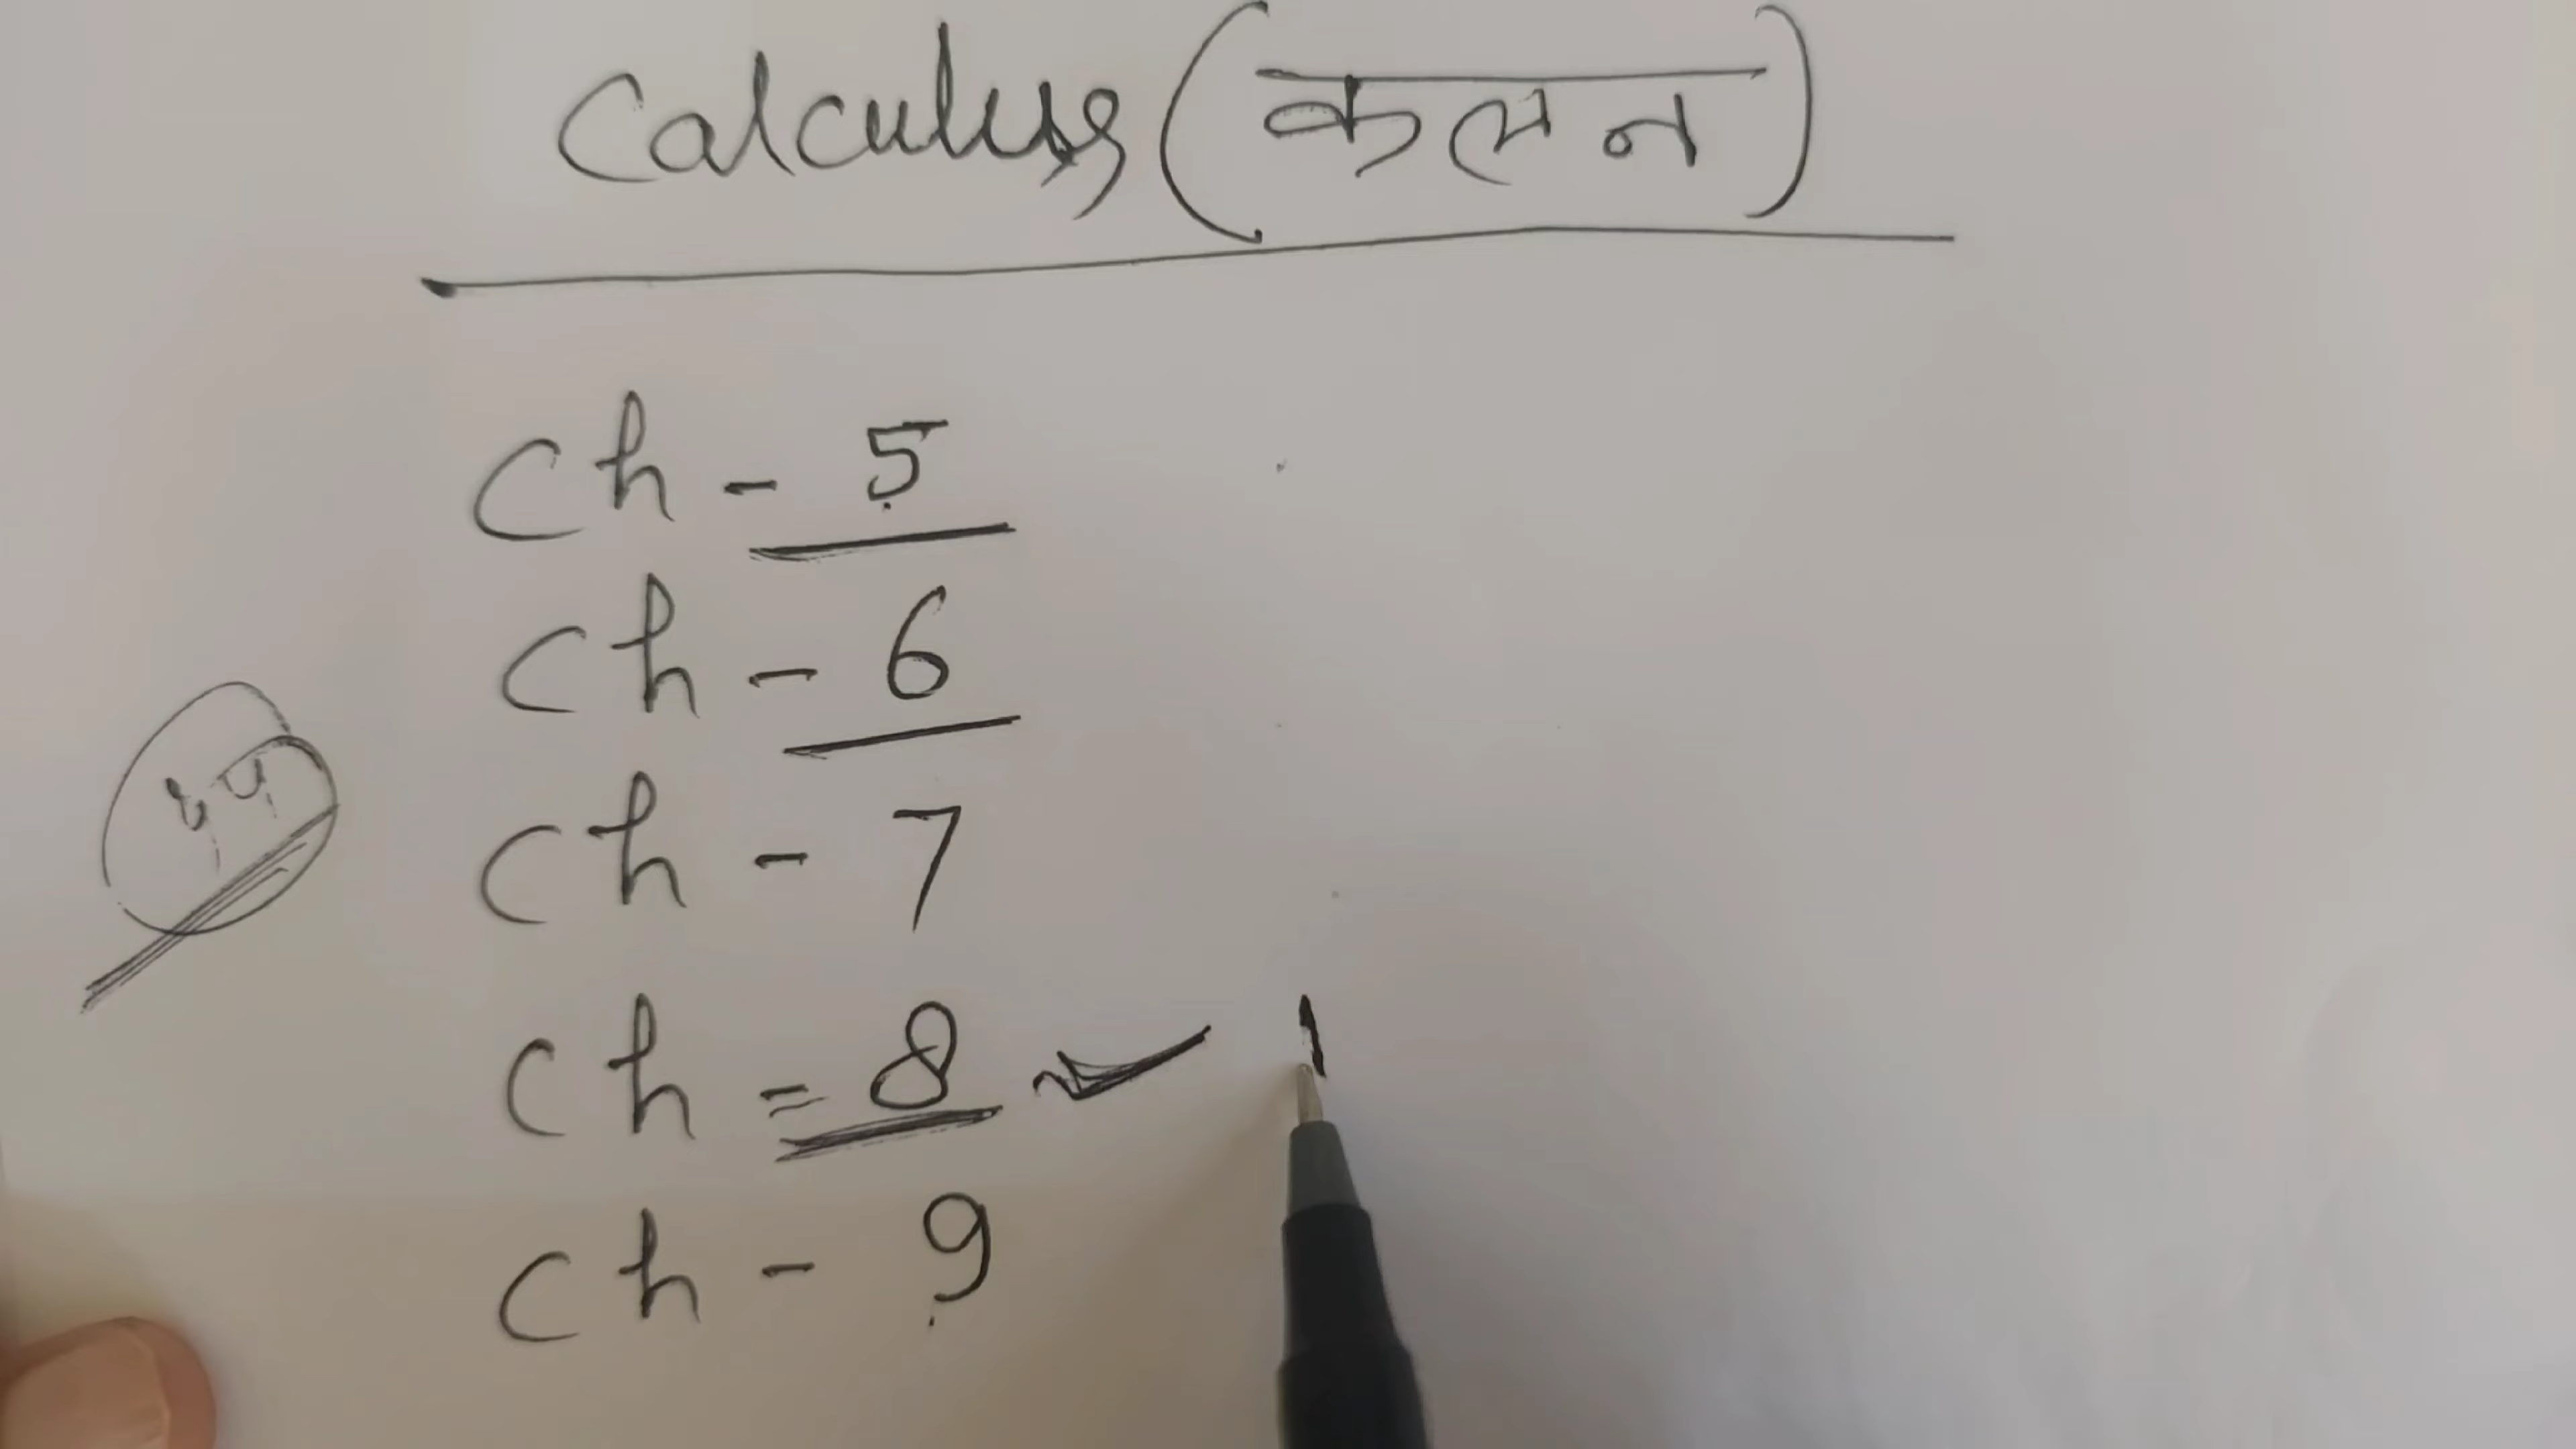 Calculus (कलन)
Ch - 5
Ch - 6
Ch - 7
Ch = 8
Ch - 9